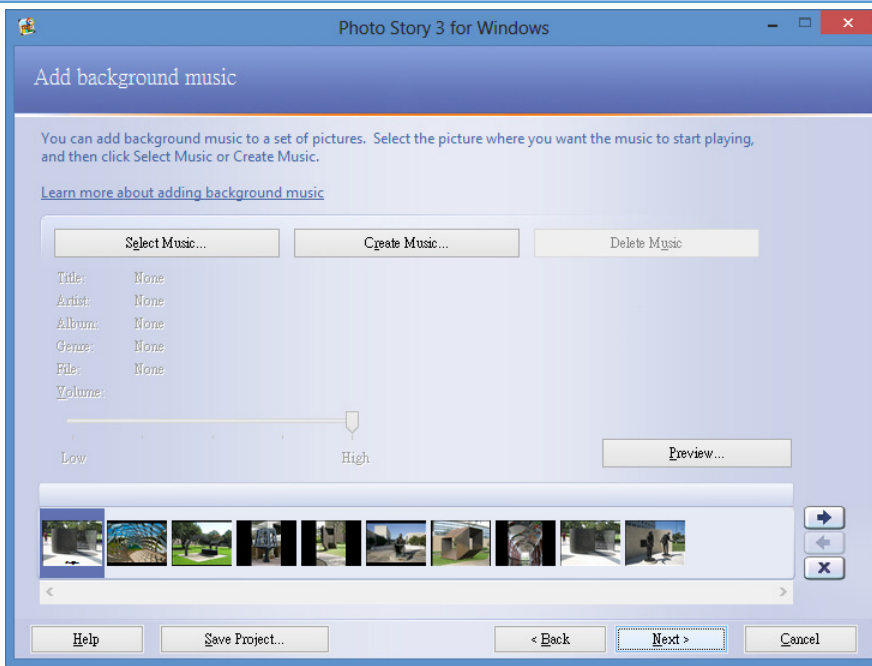 Photo Story 3 for Windows
Add background music
You can add background music to a set of pictures. Select the picture where you want the music to start playing,
and then click Select Music or Create Music.
Learn more about adding background music
Select Music... Create Music... Delete Music
Title: None
Artist: None
Album: None
Genre: None
File: None
Volume:
Low High
Preview...
Help Save Project... < Back Next > Cancel